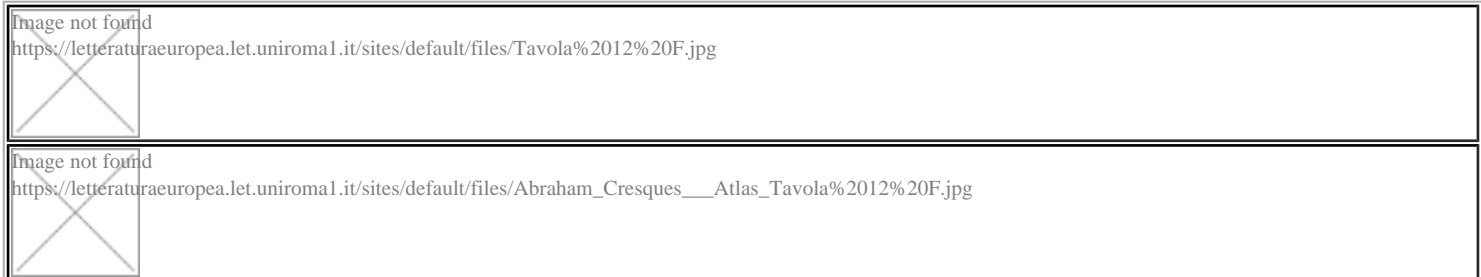 Image not found
https://letteraturaeuropea.let.uniroma1.it/sites/default/files/Tavola%2012%20F.jpg
Image not found
https://letteraturaeuropea.let.uniroma1.it/sites/default/files/Abraham_Cresques___Atlas_Tavola%2012%20F.jpg